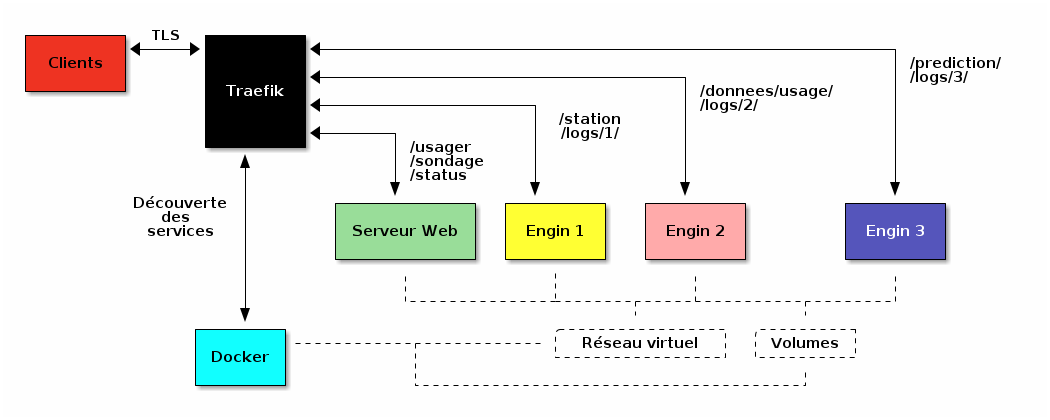 TLS
Clients
Traefik
/prediction/
/logs/3/
/donnees/usage/
/logs/2/
/station
/logs/1/
/usager
/sondage
/status
Découverte
des
services
Serveur Web
Engin 1
Engin 2
Engin 3
Docker
Réseau virtuel
Volumes